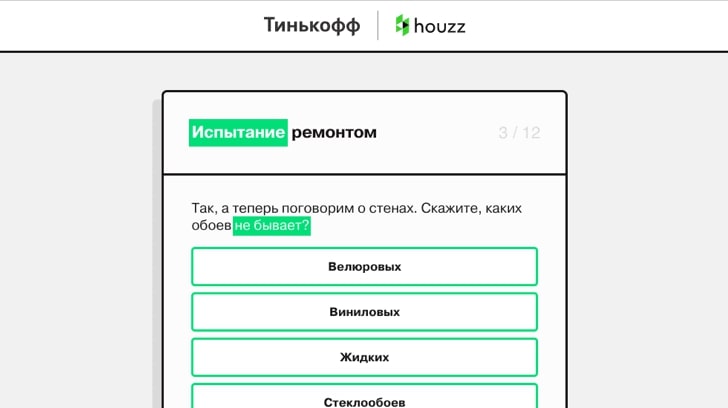 Тинькофф
houzz
Испытание ремонтом
3 / 12
Так, а теперь поговорим о стенах. Скажите, каких
обоев не бывает?
Велюровых
Виниловых
Жидких
Стеклообоев